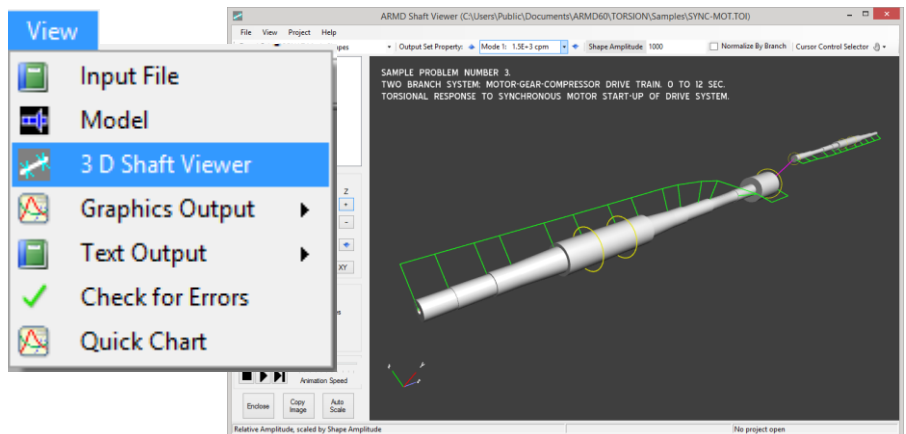 View
Input File
Model
3 D Shaft Viewer
Graphics Output
Text Output
Check for Errors
Quick Chart
ARMD Shaft Viewer (C:\Users\Public\Documents\ARMD60\TORSION\Samples\SYNC-MOT.TOI)
File View Project Help
Output Set Property: Mode 1: 1.5E+3 cpm Shape Amplitude 1000 Normalize By Branch Cursor Control Selector
SAMPLE PROBLEM NUMBER 3.
TWO BRANCH SYSTEM: MOTOR-GEAR-COMPRESSOR DRIVE TRAIN. 0 TO 12 SEC.
TORSIONAL RESPONSE TO SYNCHRONOUS MOTOR START-UP OF DRIVE SYSTEM.
Z
+
-
XY
Animation Speed
Enclose Copy Image Auto Scale
Relative Amplitude, scaled by Shape Amplitude No project open